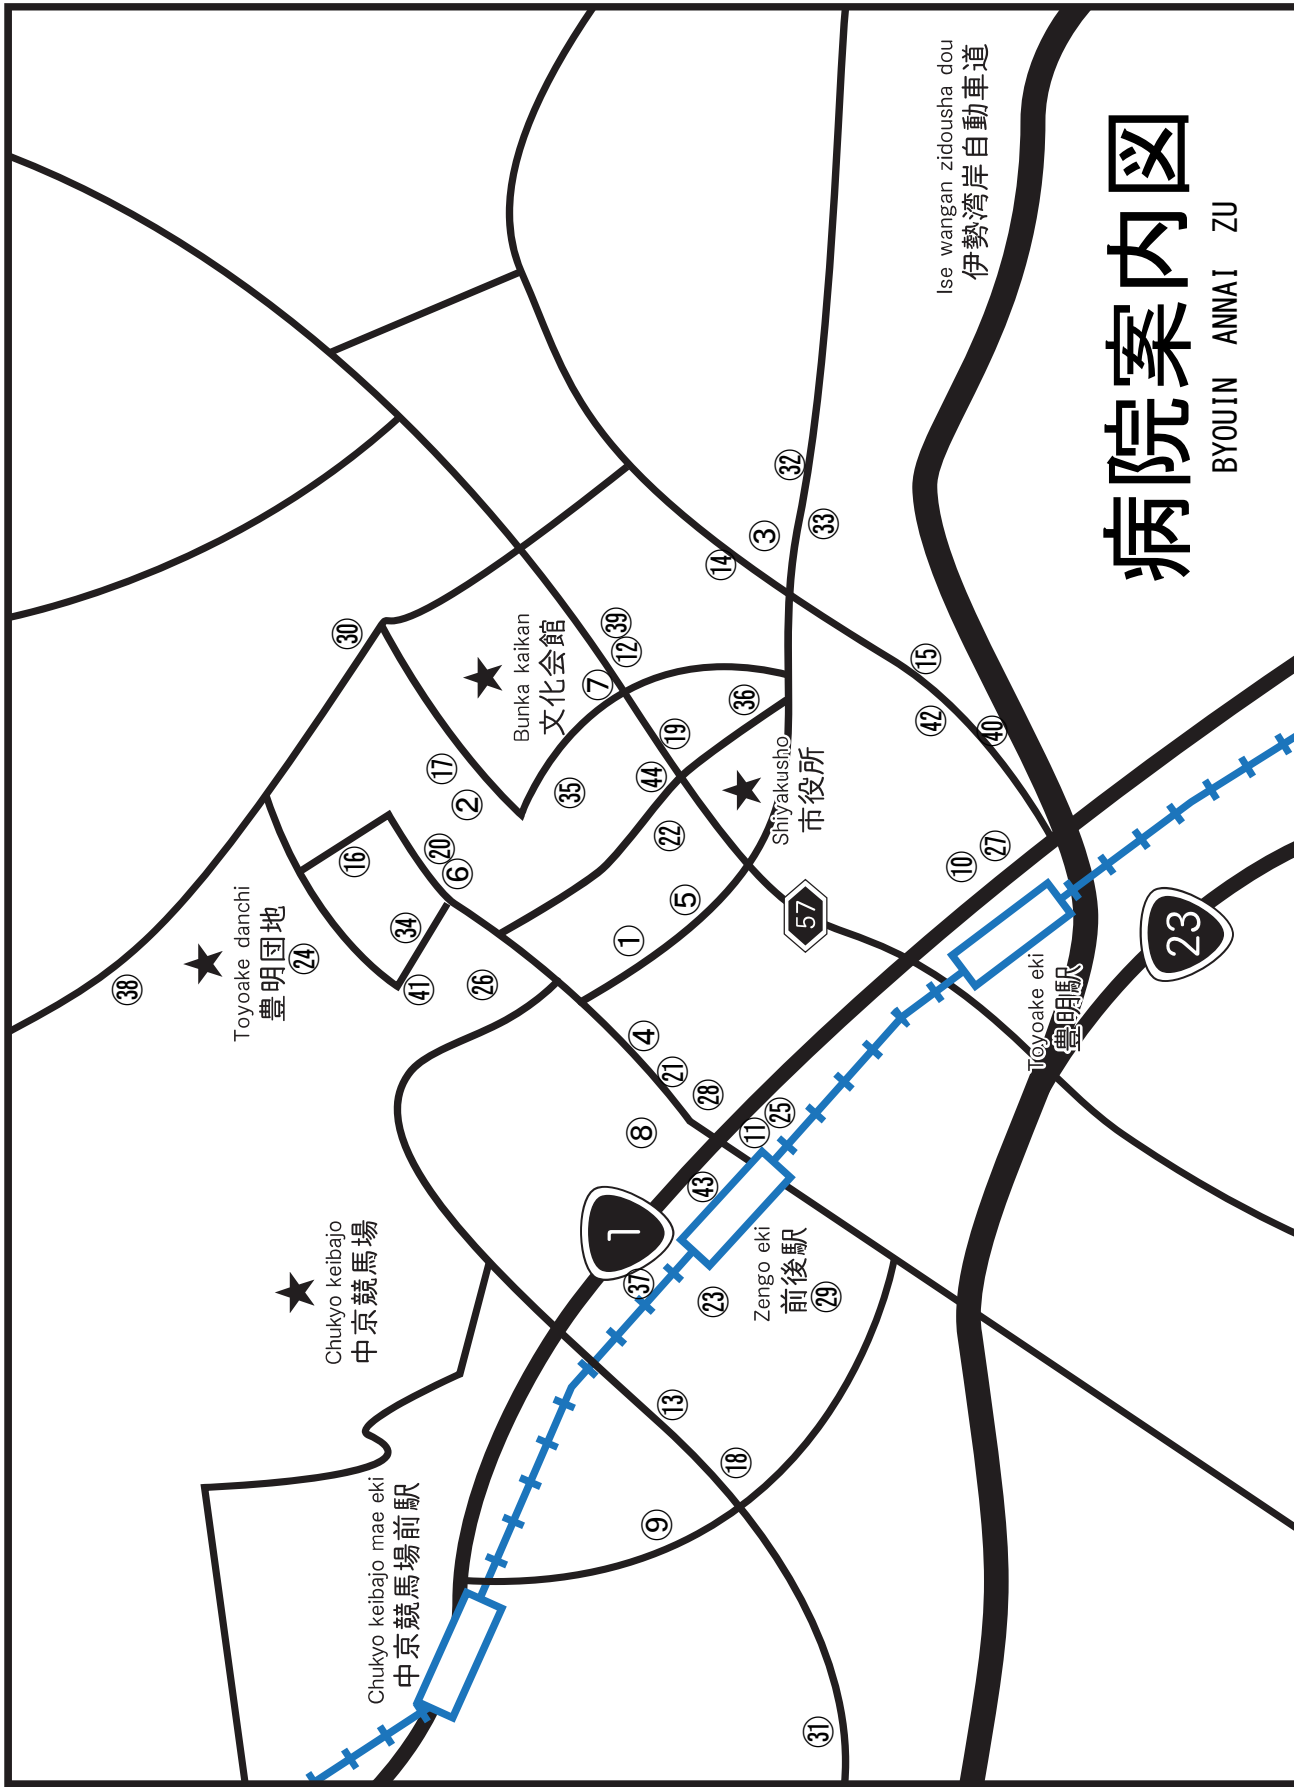 病院案内図
BYOUIN ANNAI ZU
Ise wangan zidousha dou
伊勢湾岸自動車道
Bunka kaikan
文化会館
Shiyakusho
市役所
Toyoake danchi
豊明団地
Toyoake eki
豊明駅
Zengo eki
前後駅
Chukyo keibajo
中京競馬場
Chukyo keibajo mae eki
中京競馬場前駅
1
23
57
①
②
③
④
⑤
⑥
⑦
⑧
⑨
⑩
⑪
⑫
⑬
⑭
⑮
⑯
⑰
⑱
⑲
⑳
㉑
㉒
㉓
㉔
㉕
㉖
㉗
㉘
㉙
㉚
㉛
㉜
㉝
㉞
㉟
㊱
㊲
㊳
㊴
㊵
㊶
㊷
㊸
㊹